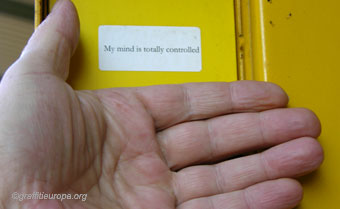 My mind is totally controlled
©graffitieuropa.org